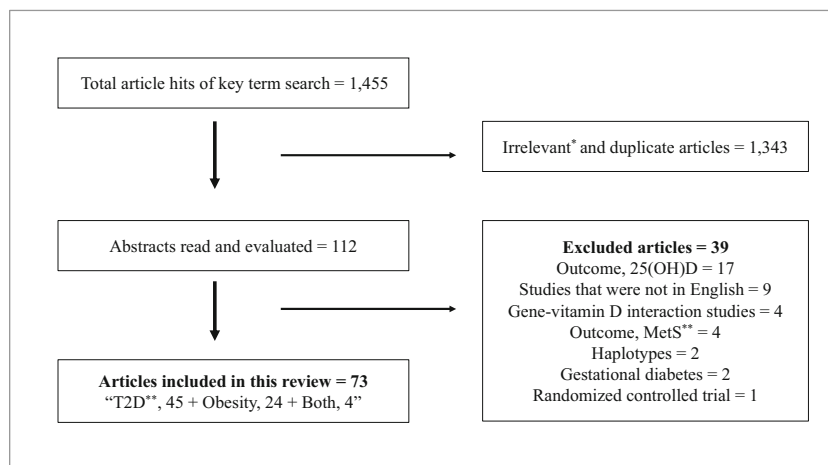 Total article hits of key term search = 1,455
Irrelevant* and duplicate articles = 1,343
Abstracts read and evaluated = 112
Excluded articles = 39
Outcome, 25(OH)D = 17
Studies that were not in English = 9
Gene-vitamin D interaction studies = 4
Outcome, MetS** = 4
Haplotypes = 2
Gestational diabetes = 2
Randomized controlled trial = 1
Articles included in this review = 73
“T2D**, 45 + Obesity, 24 + Both, 4”